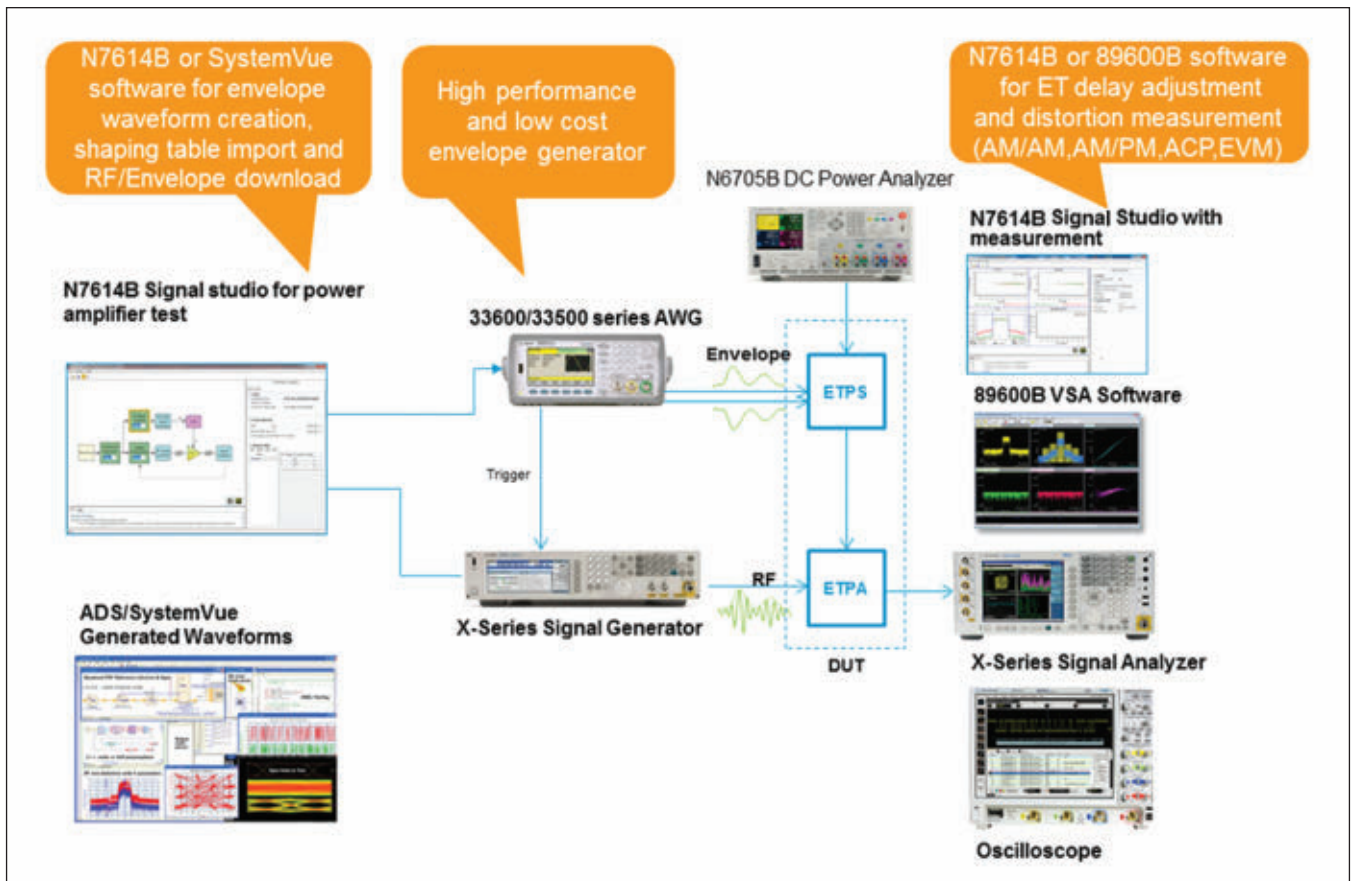 N7614B or SystemVue
software for envelope
waveform creation,
shaping table import and
RF/Envelope download
High performance
and low cost
envelope generator
N7614B or 89600B software
for ET delay adjustment
and distortion measurement
(AM/AM,AM/PM,ACP,EVM)
N6705B DC Power Analyzer
N7614B Signal Studio with
measurement
N7614B Signal studio for power
amplifier test
33600/33500 series AWG
Envelope
ETPS
89600B VSA Software
Trigger
RF
ETPA
ADS/SystemVue
Generated Waveforms
X-Series Signal Generator
DUT
X-Series Signal Analyzer
Oscilloscope